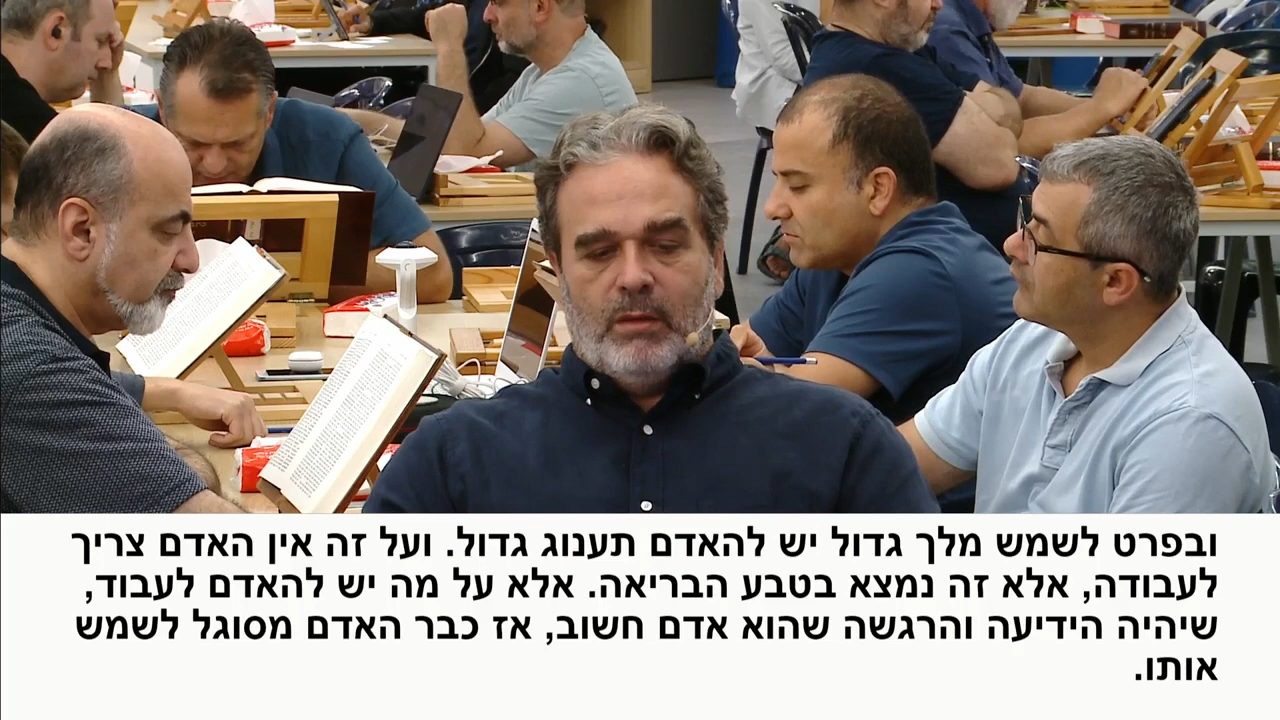 ובפרט לשמש מלך גדול יש להאדם תענוג גדול. ועל זה אין האדם צריך
לעבודה, אלא זה נמצא בטבע הבריאה. אלא על מה יש להאדם לעבוד,
שיהיה הידיעה והרגשה שהוא אדם חשוב, אז כבר האדם מסוגל לשמש
אותו.